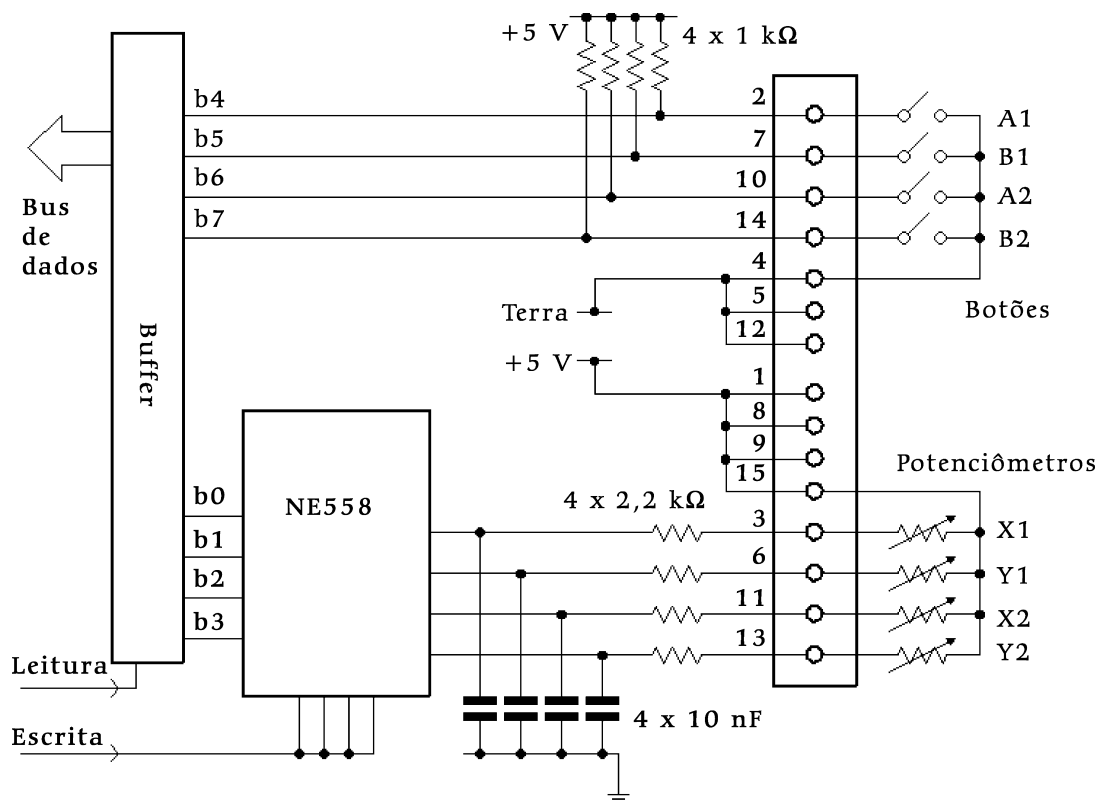 +5 V
4 x 1 kΩ
b4
2
A1
b5
7
B1
b6
10
A2
b7
14
B2
Bus
de
dados
4
5
12
Terra
Botões
+5 V
Buffer
1
8
9
15
Potenciômetros
b0
NE558
4 x 2,2 kΩ
3
X1
b1
6
Y1
b2
11
X2
b3
13
Y2
Leitura
4 x 10 nF
Escrita